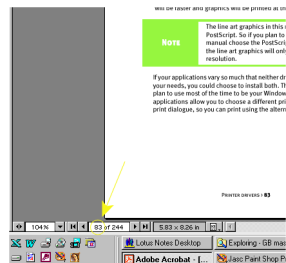 will be faster and graphics will be printed at th
The line art graphics in this
PostScript. So if you plan to
manual choose the PostScrip
the line art graphics will only
resolution.
NOTE
If your applications vary so much that neither dr
your needs, you could choose to install both. Th
plan to use most of the time to be your Window
applications allow you to choose a different pri
print dialogue, so you can print using the altern
PRINTER DRIVERS > 83
104% 83 of 244 5.83 x 8.26 in
Lotus Notes Desktop Exploring - GB mas
Adobe Acrobat - [... Jasc Paint Shop P